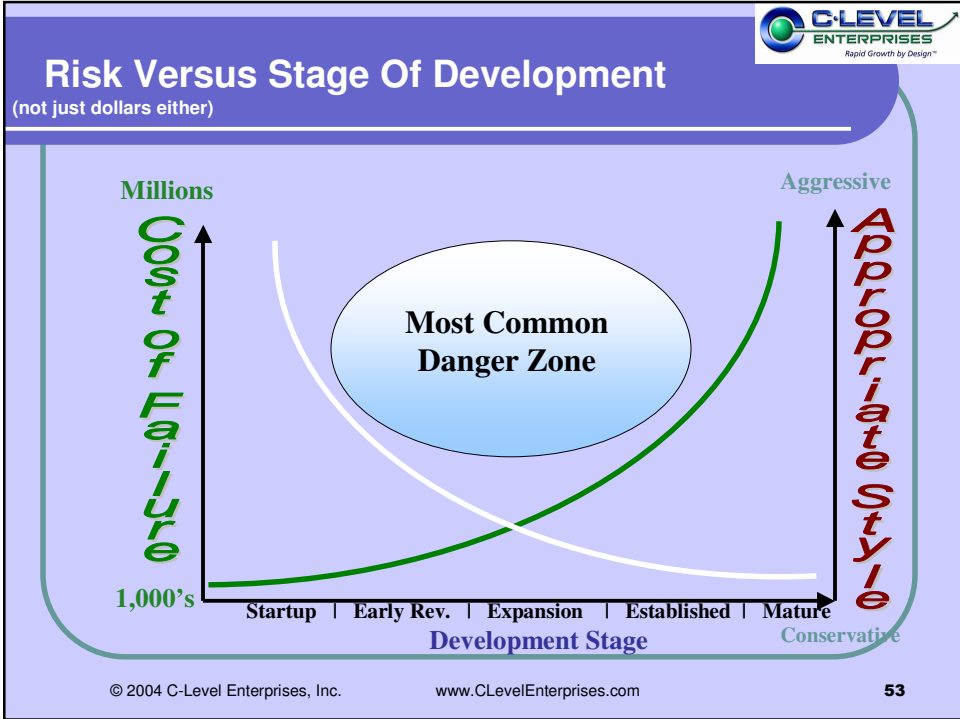 C·LEVEL
ENTERPRISES
Rapid Growth by Design™
Risk Versus Stage Of Development
(not just dollars either)
Millions
Aggressive
Cost of Failure
Appropriate Style
Most Common
Danger Zone
1,000’s
Startup | Early Rev. | Expansion | Established | Mature
Development Stage
Conservative
© 2004 C-Level Enterprises, Inc. www.CLevelEnterprises.com 53